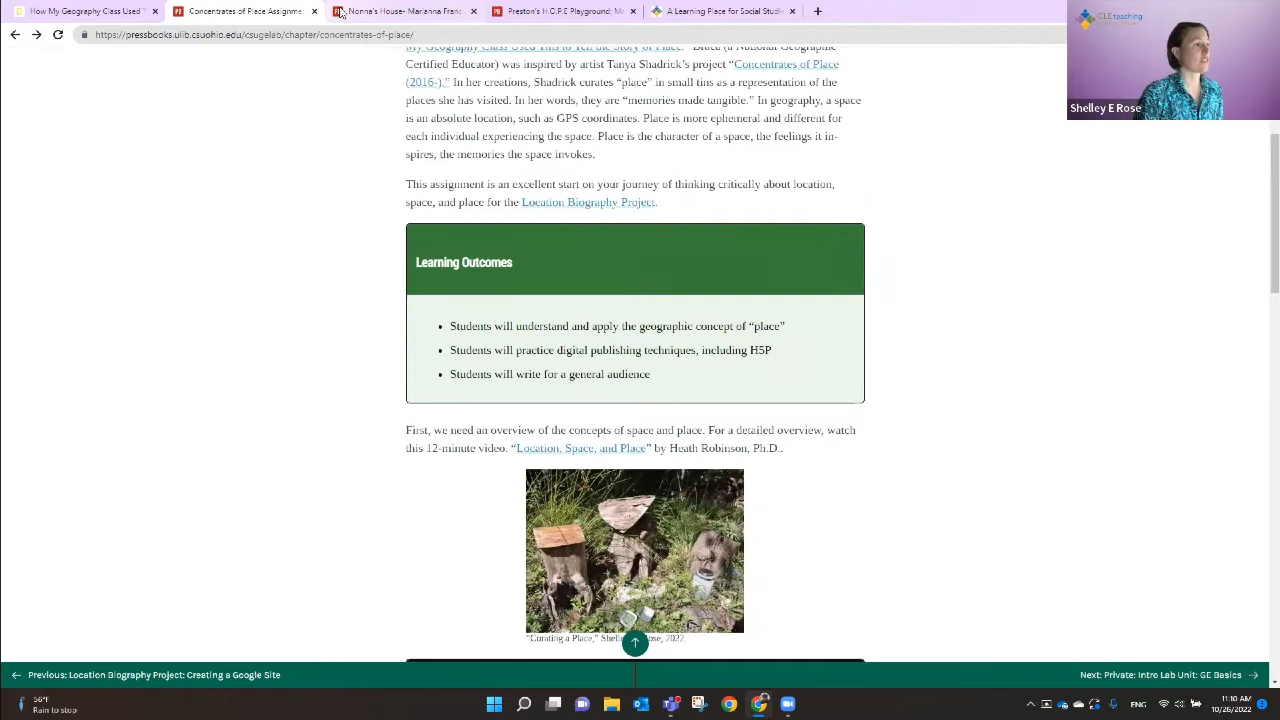 How My Geography Class Used T
Concentrates of Place Assignmen
Nonna's House- Marinna Franc
Preston's H.O.P.E Playground- Ma
A Learning Place for Social Studie
https://pressbooks.ulib.csuohio.edu/csugelab/chapter/concentrates-of-place/
CLEteaching
Shelley E Rose
My Geography Class Used Tins to Tell the Story of Place." Braca (a National Geographic
Certified Educator) was inspired by artist Tanya Shadrick's project "Concentrates of Place
(2016-)." In her creations, Shadrick curates "place" in small tins as a representation of the
places she has visited. In her words, they are "memories made tangible." In geography, a space
is an absolute location, such as GPS coordinates. Place is more ephemeral and different for
each individual experiencing the space. Place is the character of a space, the feelings it in-
spires, the memories the space invokes.
This assignment is an excellent start on your journey of thinking critically about location,
space, and place for the Location Biography Project.
Learning Outcomes
• Students will understand and apply the geographic concept of "place"
• Students will practice digital publishing techniques, including H5P
• Students will write for a general audience
First, we need an overview of the concepts of space and place. For a detailed overview, watch
this 12-minute video. "Location, Space, and Place" by Heath Robinson, Ph.D..
"Curating a Place," Shelle Rose, 2022.
← Previous: Location Biography Project: Creating a Google Site
Next: Private: Intro Lab Unit: GE Basics →
56°F
Rain to stop
ENG
11:10 AM
10/26/2022